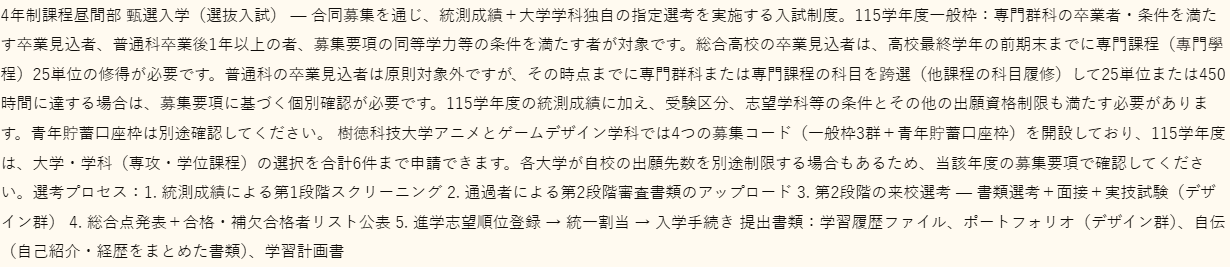 4年制課程昼間部 甄選入学（選抜入試） — 合同募集を通じ、統測成績＋大学学科独自の指定選考を実施する入試制度。115学年度一般枠：専門群科の卒業者・条件を満た
す卒業見込者、普通科卒業後1年以上の者、募集要項の同等学力等の条件を満たす者が対象です。総合高校の卒業見込者は、高校最終学年の前期末までに専門課程（専門學
程）25単位の修得が必要です。普通科の卒業見込者は原則対象外ですが、その時点までに専門群科または専門課程の科目を跨選（他課程の科目履修）して25単位または450
時間に達する場合は、募集要項に基づく個別確認が必要です。115学年度の統測成績に加え、受験区分、志望学科等の条件とその他の出願資格制限も満たす必要がありま
す。青年貯蓄口座枠は別途確認してください。 樹德科技大学アニメとゲームデザイン学科では4つの募集コード（一般枠3群＋青年貯蓄口座枠）を開設しており、115学年度
は、大学・学科（専攻・学位課程）の選択を合計6件まで申請できます。各大学が自校の出願先数を別途制限する場合もあるため、当該年度の募集要項で確認してくださ
い。選考プロセス：1. 統測成績による第1段階スクリーニング 2. 通過者による第2段階審査書類のアップロード 3. 第2段階の来校選考 — 書類選考＋面接＋実技試験（デザ
イン群） 4. 総合点発表＋合格・補欠合格者リスト公表 5. 進学志望順位登録 → 統一割当 → 入学手続き 提出書類：学習履歴ファイル、ポートフォリオ（デザイン群）、自伝
（自己紹介・経歴をまとめた書類）、学習計画書